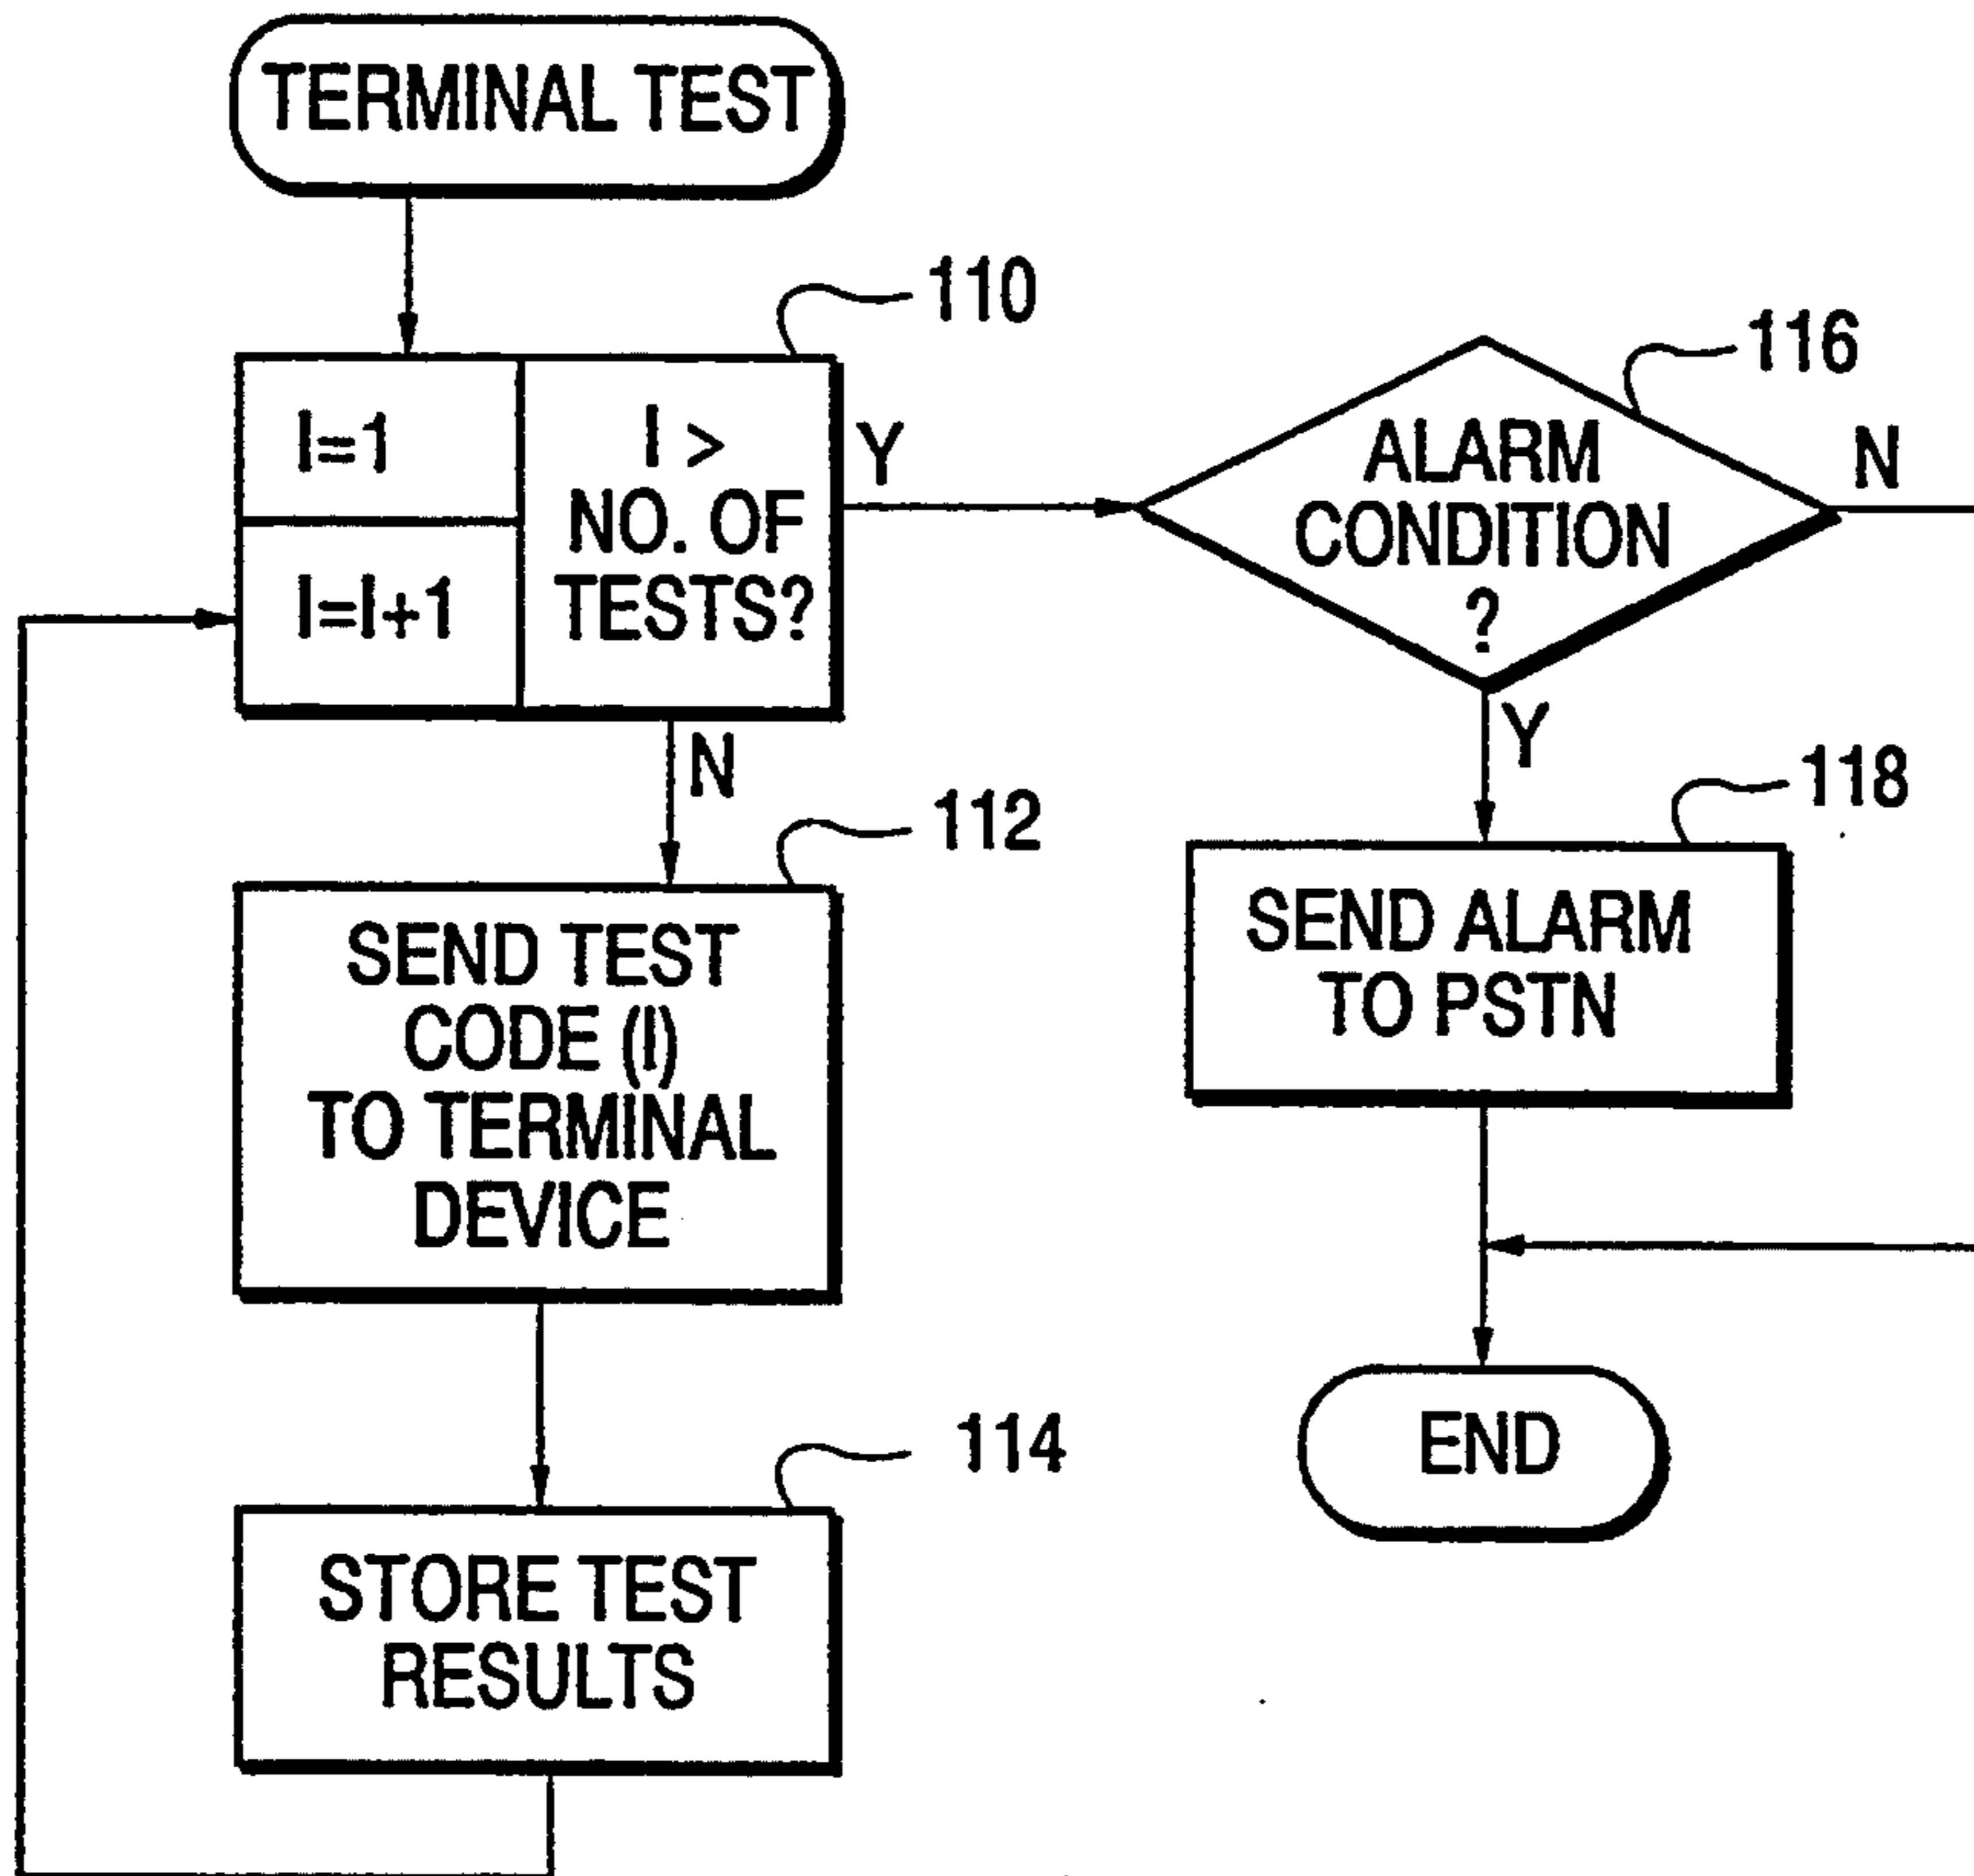 TERMINAL TEST
110
I=1
I=I+1
I >
NO. OF
TESTS?
Y
N
112
SEND TEST
CODE (I)
TO TERMINAL
DEVICE
114
STORE TEST
RESULTS
116
ALARM
CONDITION
?
N
Y
118
SEND ALARM
TO PSTN
END